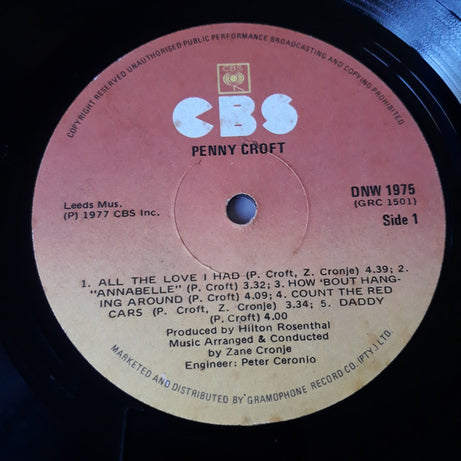 COPYRIGHT RESERVED UNAUTHORISED PUBLIC PERFORMANCE BROADCASTING AND COPYING PROHIBITED
CBS
CBS
PENNY CROFT
Leeds Mus.
(P) 1977 CBS Inc.
DNW 1975
(GRC 1501)
Side 1
1. ALL THE LOVE I HAD (P. Croft, Z. Cronje) 4.39; 2.
"ANNABELLE" (P. Croft) 3.32; 3. HOW 'BOUT HANG-
ING AROUND (P. Croft) 4.09; 4. COUNT THE RED
CARS (P. Croft, Z. Cronje) 3.34; 5. DADDY
(P. Croft) 4.00
Produced by Hilton Rosenthal
Music Arranged & Conducted
by Zane Cronje
Engineer: Peter Ceronio
MARKETED AND DISTRIBUTED BY GRAMOPHONE RECORD CO. (PTY.) LTD.